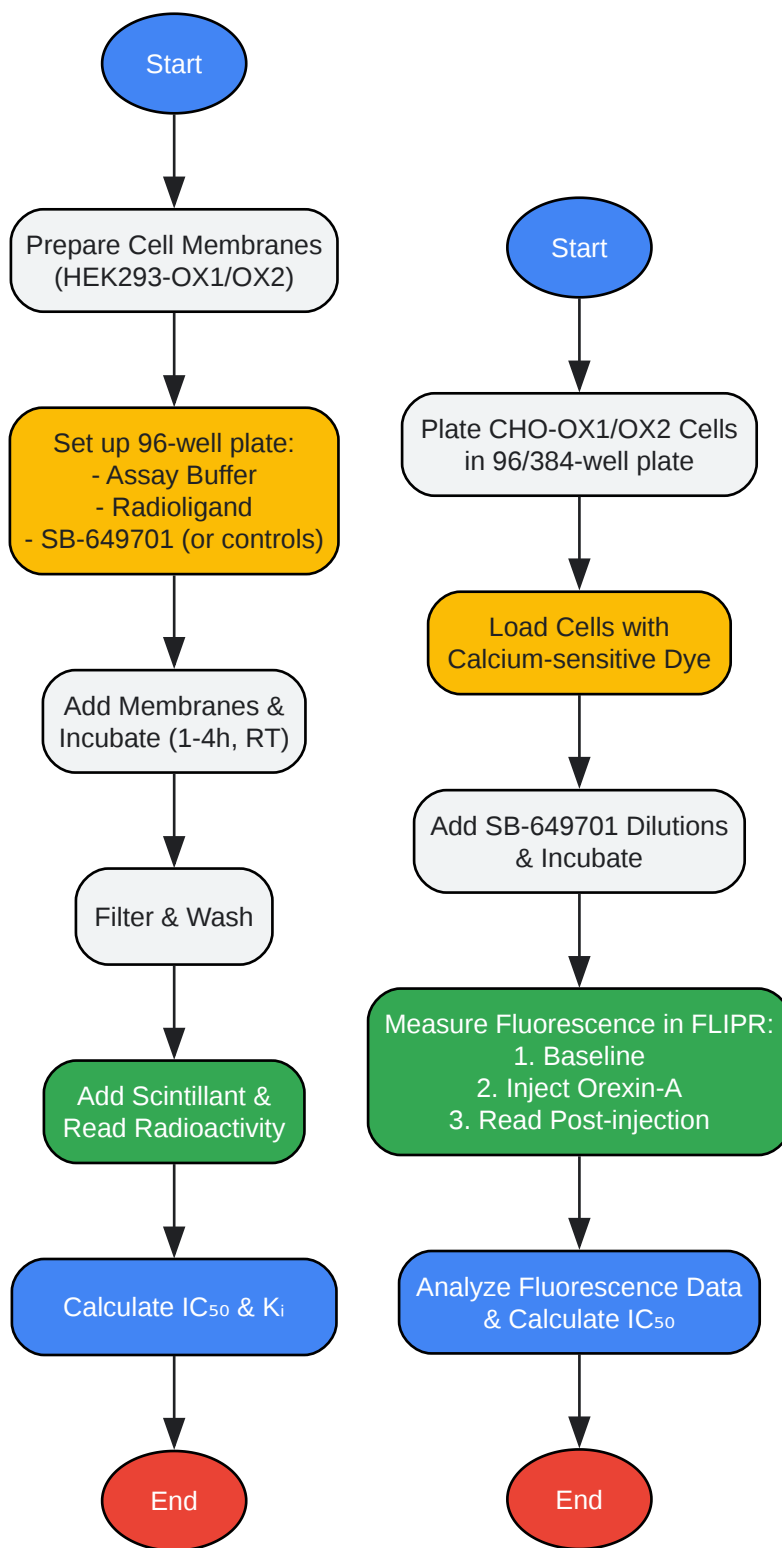 Start
Prepare Cell Membranes
(HEK293-OX1/OX2)
Set up 96-well plate:
- Assay Buffer
- Radioligand
- SB-649701 (or controls)
Add Membranes &
Incubate (1-4h, RT)
Filter & Wash
Add Scintillant &
Read Radioactivity
Calculate IC₅₀ & Kᵢ
End
Start
Plate CHO-OX1/OX2 Cells
in 96/384-well plate
Load Cells with
Calcium-sensitive Dye
Add SB-649701 Dilutions
& Incubate
Measure Fluorescence in FLIPR:
1. Baseline
2. Inject Orexin-A
3. Read Post-injection
Analyze Fluorescence Data
& Calculate IC₅₀
End